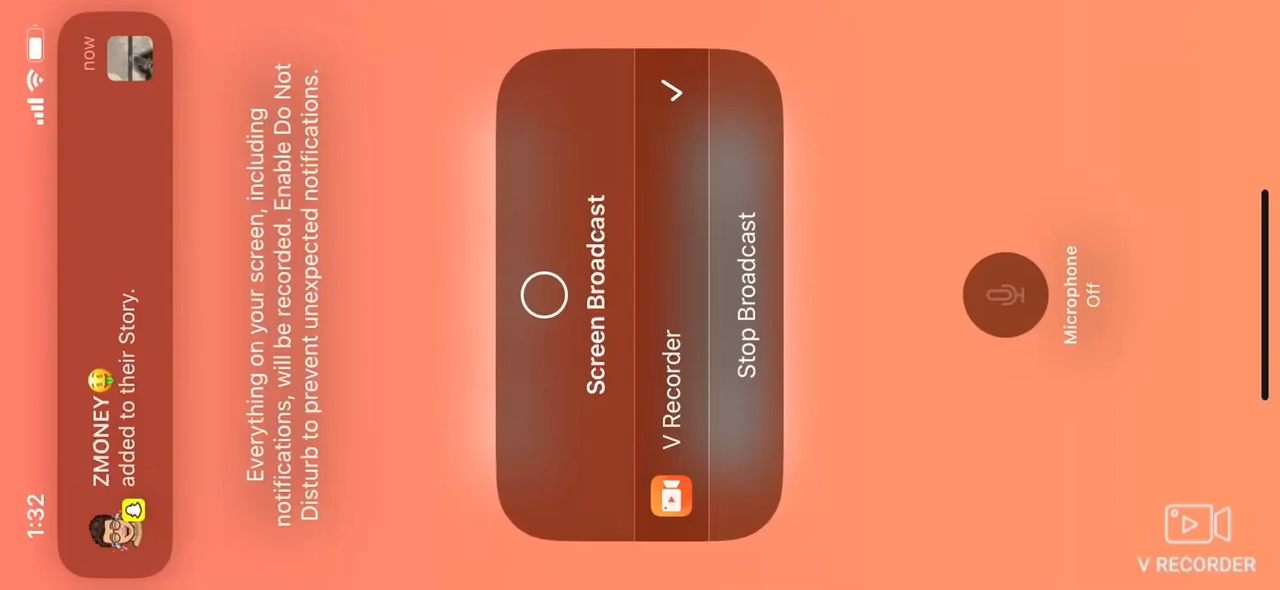 1:32
now
ZMONEY🤑
added to their Story.
Everything on your screen, including
notifications, will be recorded. Enable Do Not
Disturb to prevent unexpected notifications.
Screen Broadcast
V Recorder
Stop Broadcast
Microphone
Off
V RECORDER